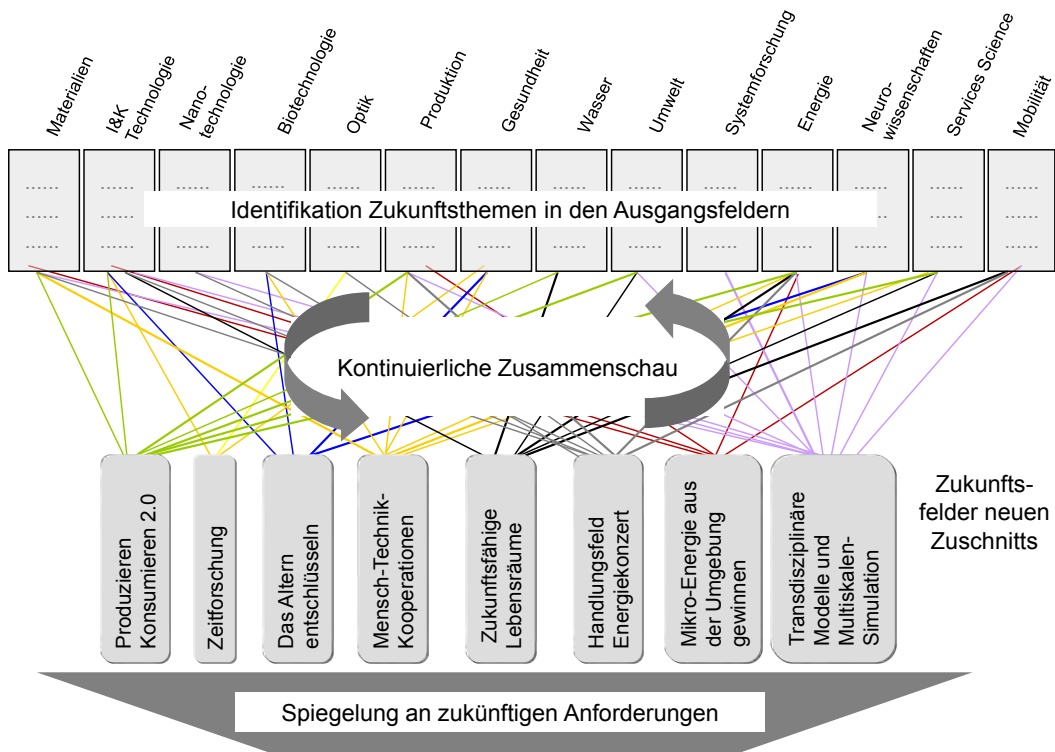 Materialien
I&K
Technologie
Nano-
technologie
Biotechnologie
Optik
Produktion
Gesundheit
Wasser
Umwelt
Systemforschung
Energie
Neuro-
wissenschaften
Services Science
Mobilität
...... ...... ...... ...... ...... ...... ...... ...... ...... ...... ...... ...... ...... ......
Identifikation Zukunftsthemen in den Ausgangsfeldern
...... ...... ...... ...... ...... ...... ...... ...... ...... ...... ...... ...... ...... ......
Kontinuierliche Zusammenschau
Produzieren
Konsumieren 2.0
Zeitforschung
Das Altern
entschlüsseln
Mensch-Technik-
Kooperationen
Zukunftsfähige
Lebensräume
Handlungsfeld
Energiekonzert
Mikro-Energie aus
der Umgebung
gewinnen
Transdisziplinäre
Modelle und
Multiskalen-
Simulation
Zukunfts-
felder neuen
Zuschnitts
Spiegelung an zukünftigen Anforderungen